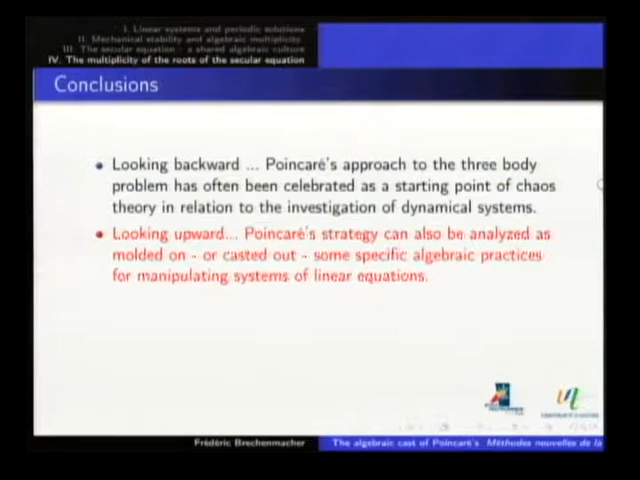 I. Linear systems and periodic solutions
II. Mechanical stability and algebraic multiplicity
III. The secular equation - a shared algebraic culture
IV. The multiplicity of the roots of the secular equation
Conclusions
Looking backward ... Poincaré's approach to the three body
problem has often been celebrated as a starting point of chaos
theory in relation to the investigation of dynamical systems.
Looking upward... Poincaré's strategy can also be analyzed as
molded on - or casted out - some specific algebraic practices
for manipulating systems of linear equations.
Frédéric Brechenmacher
The algebraic cast of Poincaré's Méthodes nouvelles de la